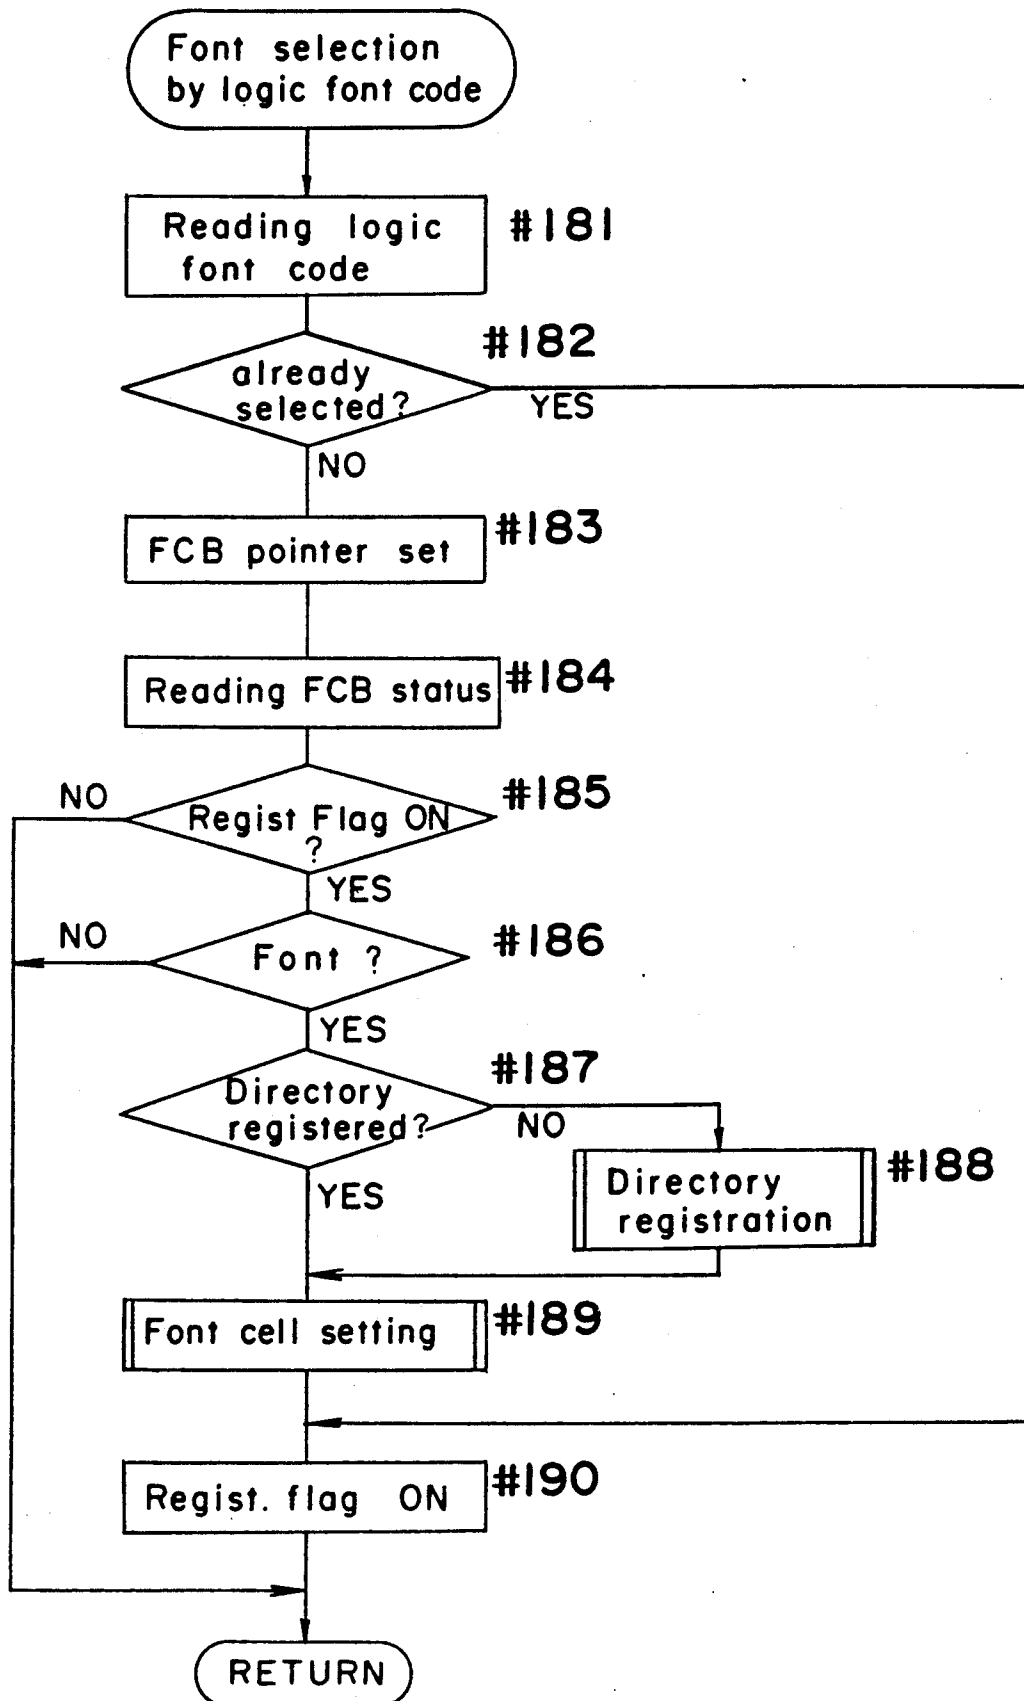 Font selection
by logic font code
Reading logic
font code
#181
already
selected?
#182
YES
NO
FCB pointer set
#183
Reading FCB status
#184
Regist Flag ON
?
#185
NO
YES
Font ?
#186
NO
YES
Directory
registered?
#187
NO
YES
Directory
registration
#188
Font cell setting
#189
Regist. flag ON
#190
RETURN